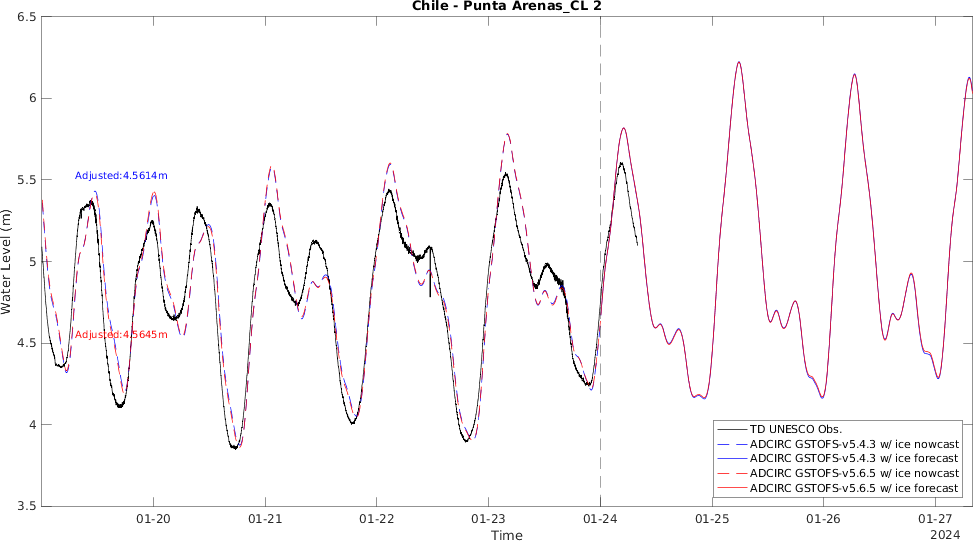 Chile - Punta Arenas_CL 2
6.5
6
5.5
5
4.5
4
3.5
Water Level (m)
Adjusted:4.5614m
Adjusted:4.5645m
TD UNESCO Obs.
ADCIRC GSTOFS-v5.4.3 w/ ice nowcast
ADCIRC GSTOFS-v5.4.3 w/ ice forecast
ADCIRC GSTOFS-v5.6.5 w/ ice nowcast
ADCIRC GSTOFS-v5.6.5 w/ ice forecast
01-20 01-21 01-22 01-23 01-24 01-25 01-26 01-27
Time
2024